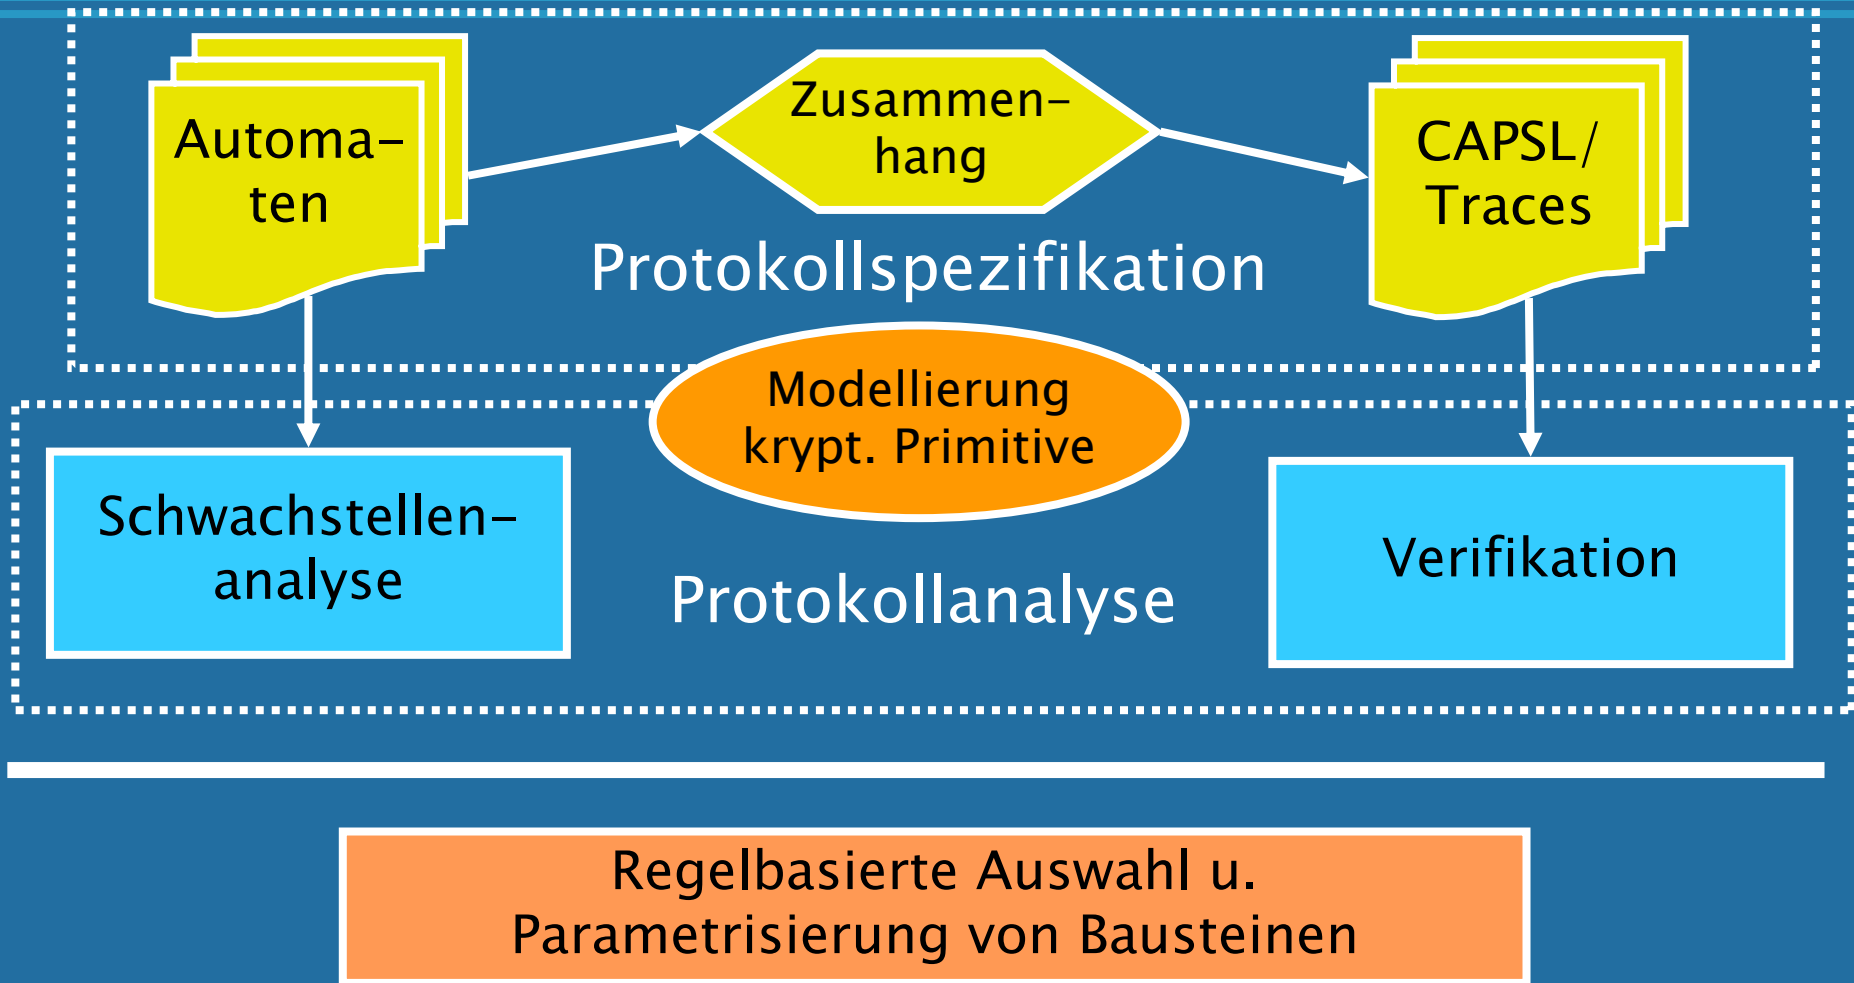 Automa-
ten
Zusammen-
hang
CAPSL/
Traces
Protokollspezifikation
Modellierung
krypt. Primitive
Schwachstellen-
analyse
Protokollanalyse
Verifikation
Regelbasierte Auswahl u.
Parametrisierung von Bausteinen